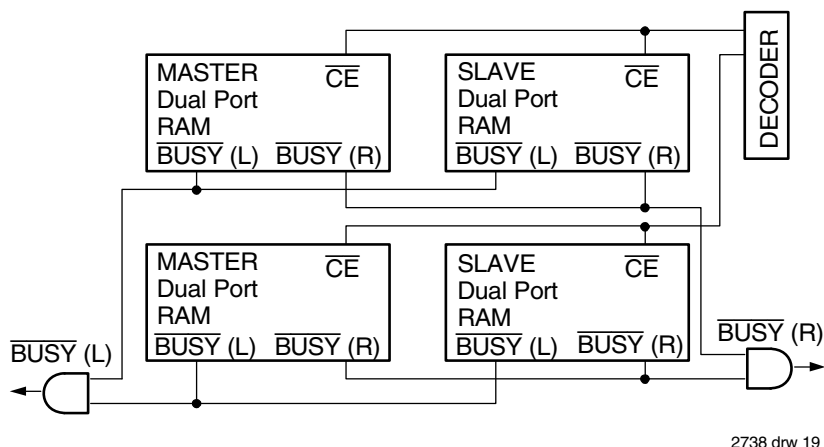 MASTER
Dual Port
RAM
CE
BUSY (L) BUSY (R)
SLAVE
Dual Port
RAM
CE
BUSY (L) BUSY (R)
DECODER
MASTER
Dual Port
RAM
CE
BUSY (L) BUSY (R)
SLAVE
Dual Port
RAM
CE
BUSY (L) BUSY (R)
BUSY (L)
BUSY (R)
2738 drw 19